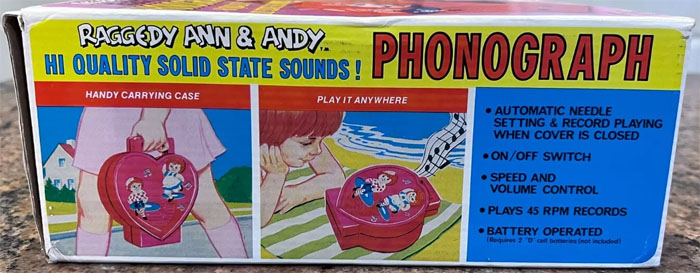 RAGGEDY ANN & ANDY TM
HI QUALITY SOLID STATE SOUNDS! PHONOGRAPH
HANDY CARRYING CASE
PLAY IT ANYWHERE
• AUTOMATIC NEEDLE
SETTING & RECORD PLAYING
WHEN COVER IS CLOSED
• ON/OFF SWITCH
• SPEED AND
VOLUME CONTROL
• PLAYS 45 RPM RECORDS
• BATTERY OPERATED
(Requires 2 "D" cell batteries (not included)